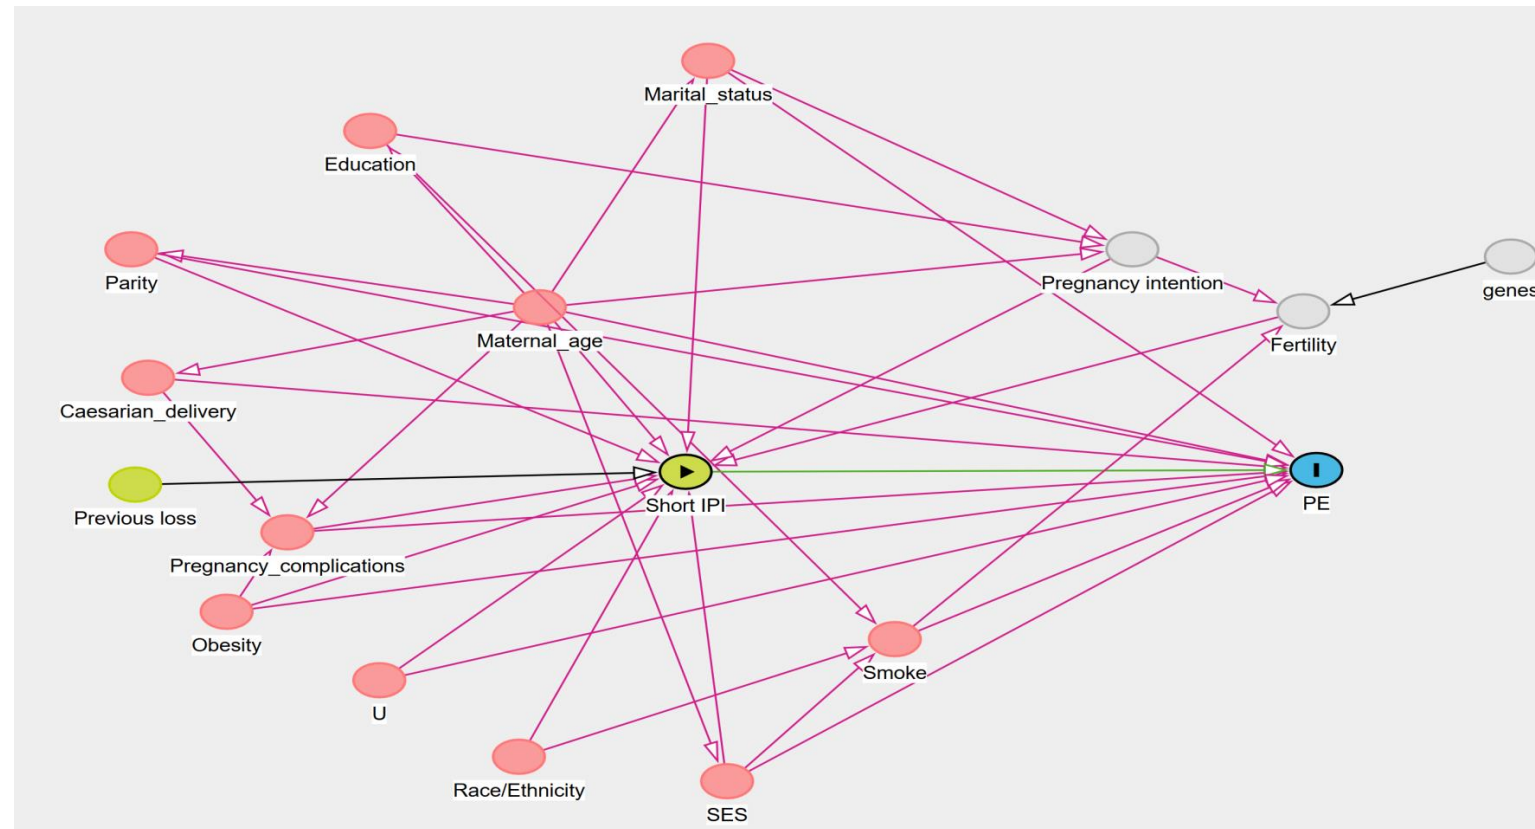 Marital_status
Education
Parity
Pregnancy intention
genes
Maternal_age
Fertility
Caesarian_delivery
Previous loss
Short IPI
PE
Pregnancy_complications
Obesity
Smoke
U
Race/Ethnicity
SES